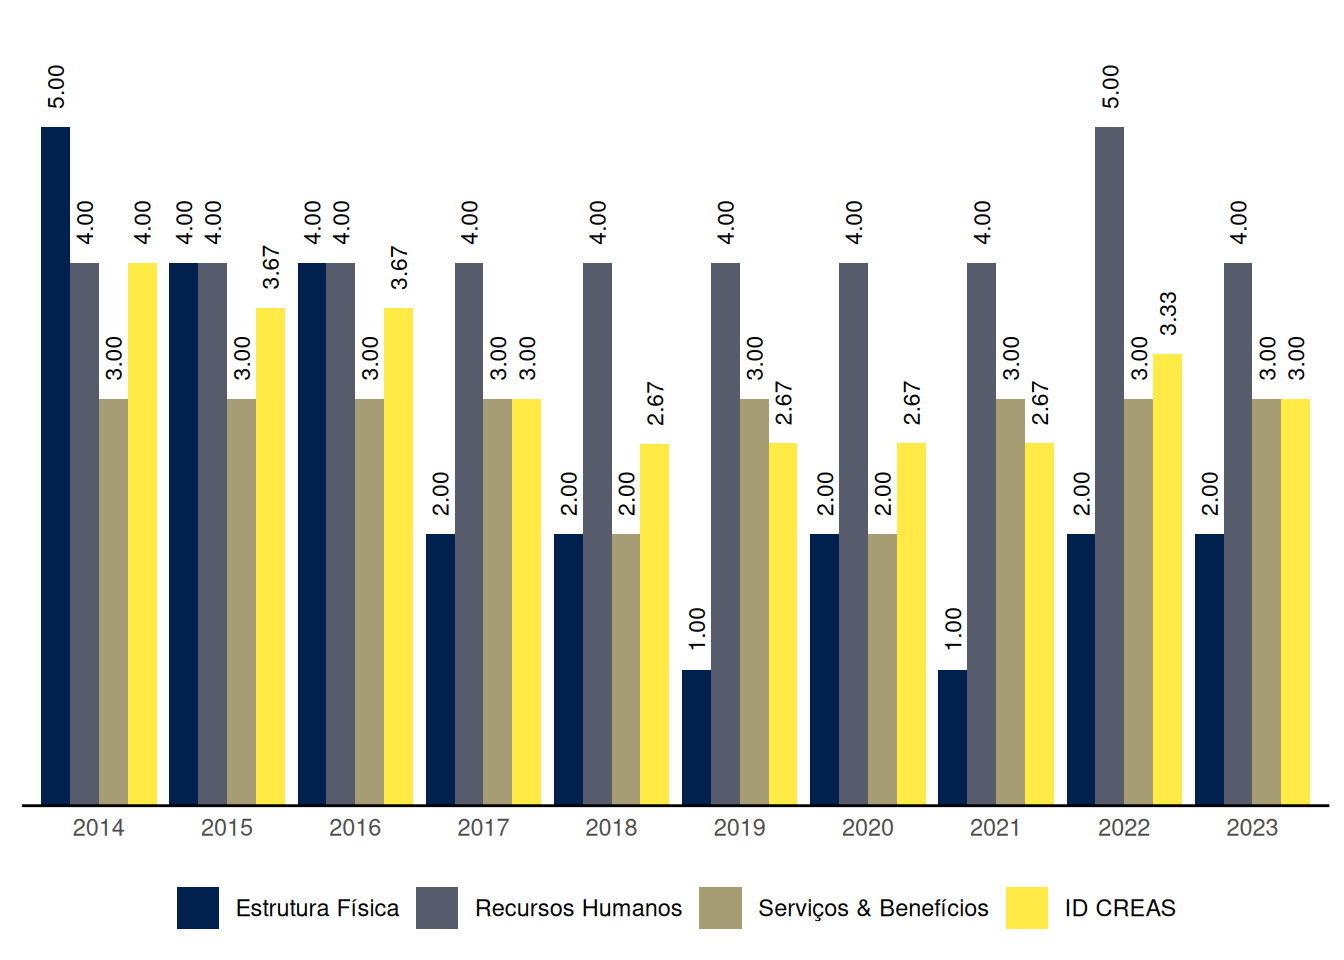 5.00 4.00 3.00 4.00 4.00 4.00 3.00 3.67 4.00 4.00 3.00 3.67 2.00 4.00 3.00 3.00 2.00 4.00 2.00 2.67 1.00 4.00 3.00 2.67 2.00 4.00 2.00 2.67 1.00 4.00 3.00 2.67 2.00 5.00 3.00 3.33 2.00 4.00 3.00 3.00
2014 2015 2016 2017 2018 2019 2020 2021 2022 2023
Estrutura Física Recursos Humanos Serviços & Benefícios ID CREAS